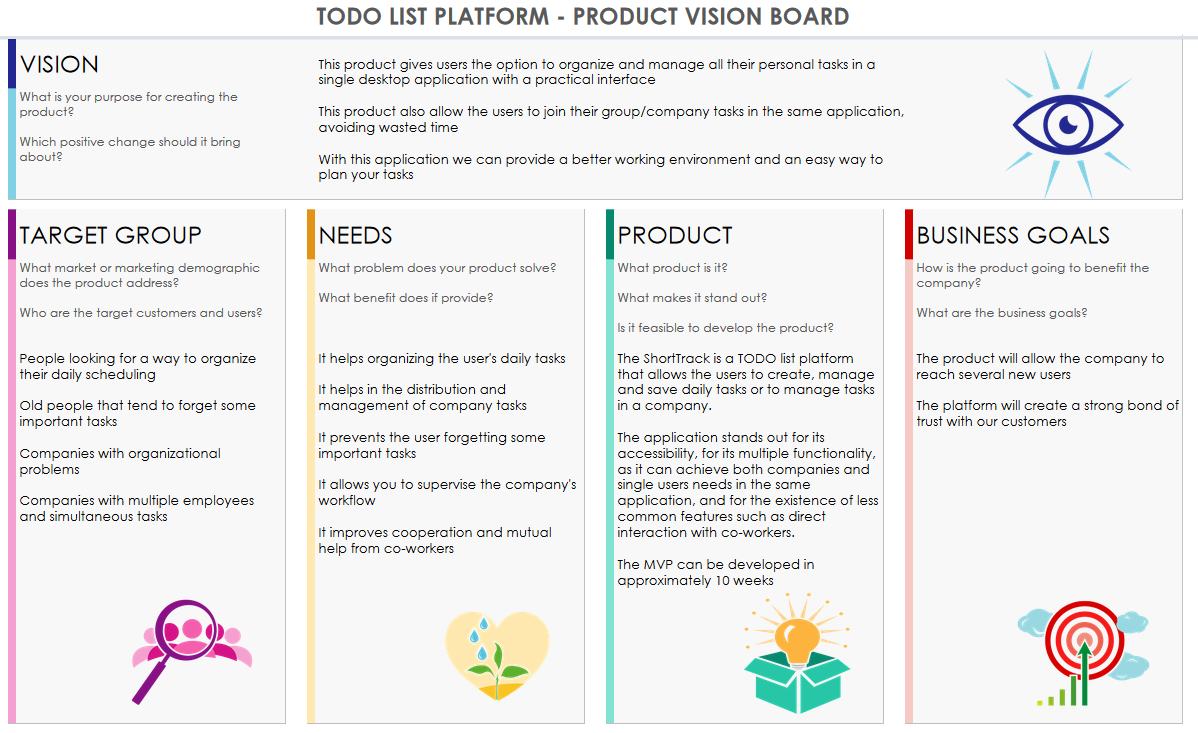 TODO LIST PLATFORM - PRODUCT VISION BOARD
VISION
What is your purpose for creating the
product?
Which positive change should it bring
about?
This product gives users the option to organize and manage all their personal tasks in a
single desktop application with a practical interface
This product also allow the users to join their group/company tasks in the same application,
avoiding wasted time
With this application we can provide a better working environment and an easy way to
plan your tasks
TARGET GROUP
What market or marketing demographic
does the product address?
Who are the target customers and users?
People looking for a way to organize
their daily scheduling
Old people that tend to forget some
important tasks
Companies with organizational
problems
Companies with multiple employees
and simultaneous tasks
NEEDS
What problem does your product solve?
What benefit does if provide?
It helps organizing the user's daily tasks
It helps in the distribution and
management of company tasks
It prevents the user forgetting some
important tasks
It allows you to supervise the company's
workflow
It improves cooperation and mutual
help from co-workers
PRODUCT
What product is it?
What makes it stand out?
Is it feasible to develop the product?
The ShortTrack is a TODO list platform
that allows the users to create, manage
and save daily tasks or to manage tasks
in a company.
The application stands out for its
accessibility, for its multiple functionality,
as it can achieve both companies and
single users needs in the same
application, and for the existence of less
common features such as direct
interaction with co-workers.
The MVP can be developed in
approximately 10 weeks
BUSINESS GOALS
How is the product going to benefit the
company?
What are the business goals?
The product will allow the company to
reach several new users
The platform will create a strong bond of
trust with our customers